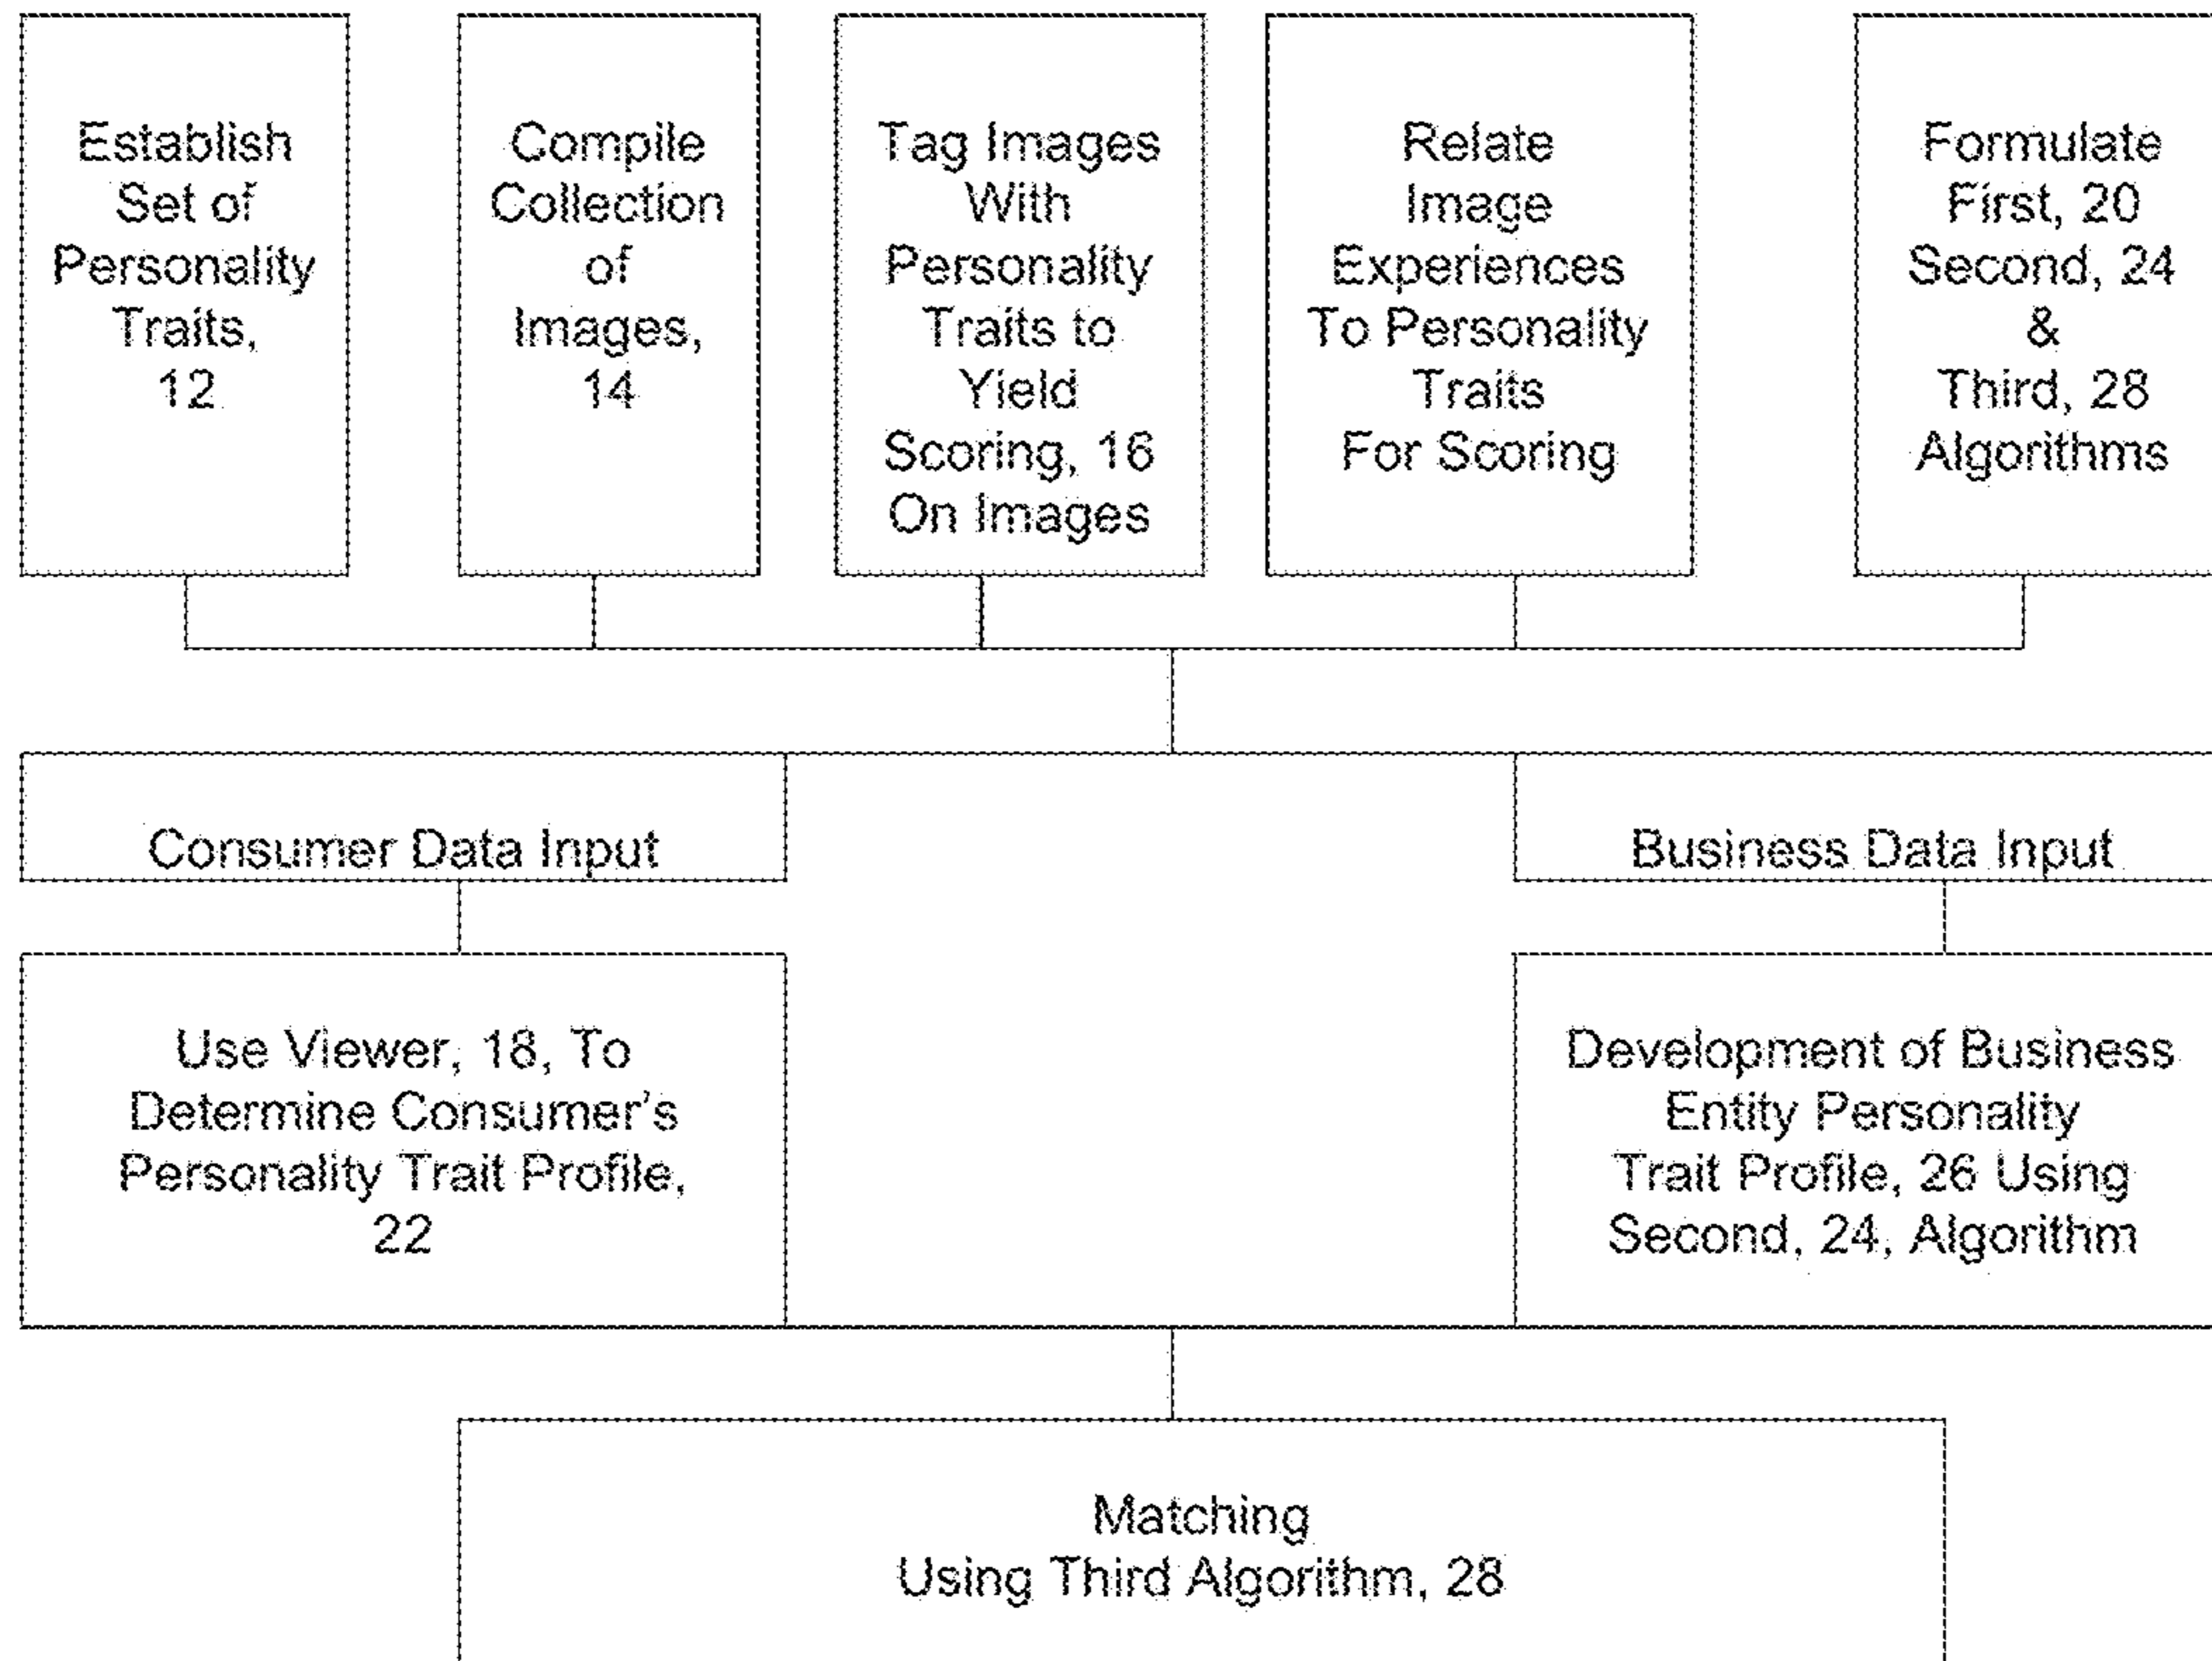 Establish
Set of
Personality
Traits,
12
Compile
Collection
of
Images,
14
Tag Images
With
Personality
Traits to
Yield
Scoring, 16
On Images
Relate
Image
Experiences
To Personality
Traits
For Scoring
Formulate
First, 20
Second, 24
&
Third, 28
Algorithms
Consumer Data Input
Business Data Input
Use Viewer, 18, To
Determine Consumer's
Personality Trait Profile,
22
Development of Business
Entity Personality
Trait Profile, 26 Using
Second, 24, Algorithm
Matching
Using Third Algorithm, 28